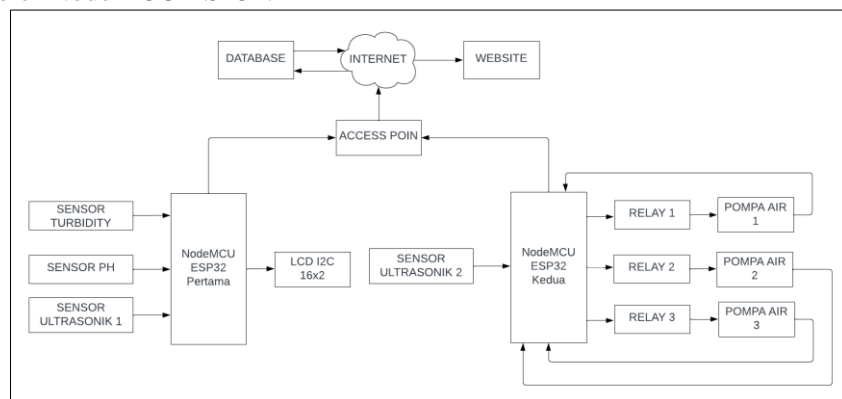 DATABASE
INTERNET
WEBSITE
ACCESS POIN
SENSOR
TURBIDITY
SENSOR PH
SENSOR
ULTRASONIK 1
NodeMCU
ESP32
Pertama
LCD I2C
16x2
SENSOR
ULTRASONIK 2
NodeMCU
ESP32
Kedua
RELAY 1
POMPA AIR
1
RELAY 2
POMPA AIR
2
RELAY 3
POMPA AIR
3